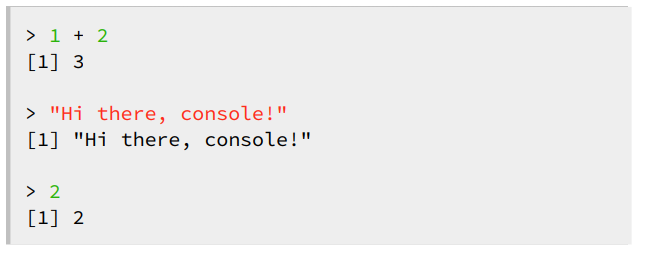 > 1 + 2
[1] 3
> "Hi there, console!"
[1] "Hi there, console!"
> 2
[1] 2